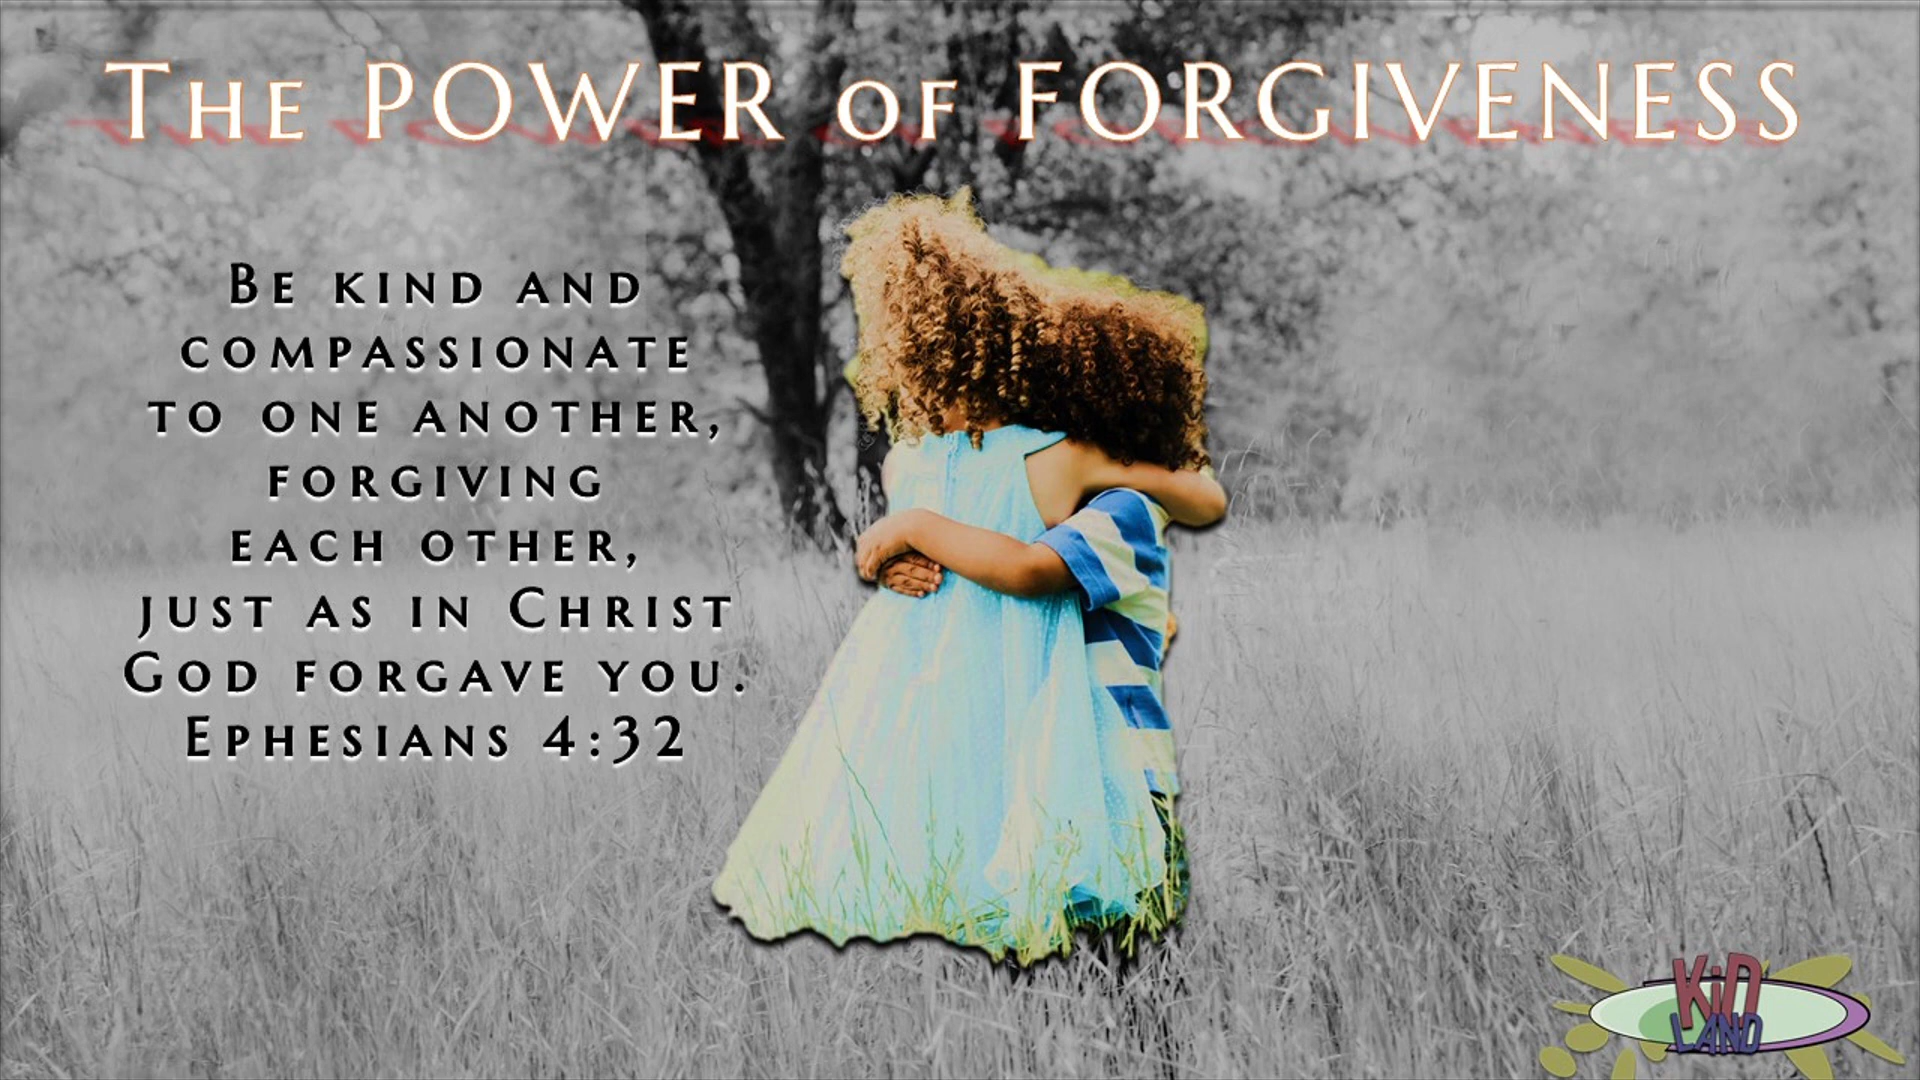 The POWER of FORGIVENESS
Be kind and
compassionate
to one another,
forgiving
each other,
just as in Christ
God forgave you.
Ephesians 4:32
KiD
LAND